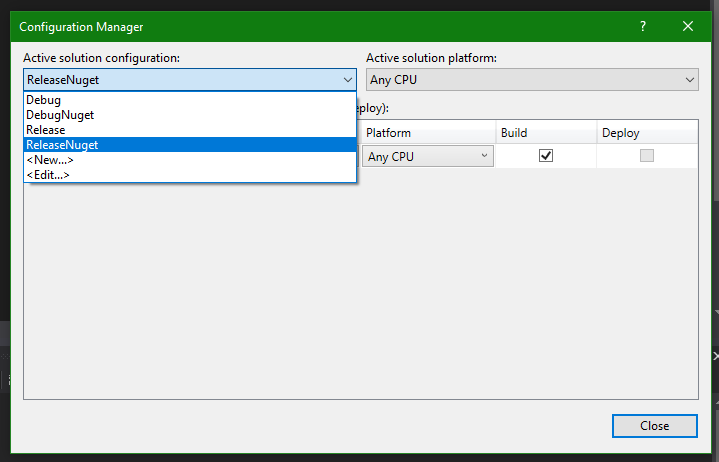 Configuration Manager
?
Active solution configuration:
Active solution platform:
ReleaseNuget
Any CPU
Debug
DebugNuget
Release
ReleaseNuget
<New...>
<Edit...>
eploy):
Platform
Build
Deploy
Any CPU
Close